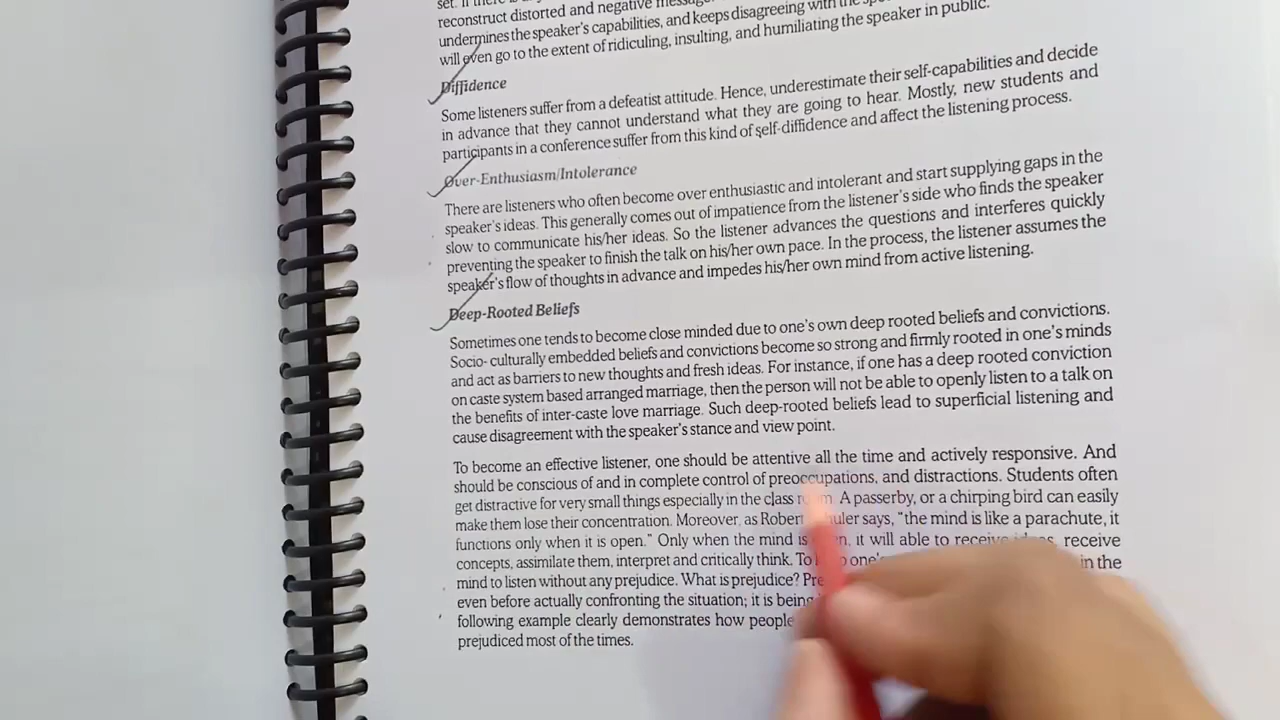 reconstruct distorted and negative
undermines the speaker's capabilities, and keeps disagreeing with the
will even go to the extent of ridiculing, insulting, and humiliating the speaker in public.
Diffidence
Some listeners suffer from a defeatist attitude. Hence, underestimate their self-capabilities and decide
in advance that they cannot understand what they are going to hear. Mostly, new students and
participants in a conference suffer from this kind of self-diffidence and affect the listening process.
Over-Enthusiasm/Intolerance
There are listeners who often become over enthusiastic and intolerant and start supplying gaps in the
speaker's ideas. This generally comes out of impatience from the listener's side who finds the speaker
slow to communicate his/her ideas. So the listener advances the questions and interferes quickly
preventing the speaker to finish the talk on his/her own pace. In the process, the listener assumes the
speaker's flow of thoughts in advance and impedes his/her own mind from active listening.
Deep-Rooted Beliefs
Sometimes one tends to become close minded due to one's own deep rooted beliefs and convictions.
Socio- culturally embedded beliefs and convictions become so strong and firmly rooted in one's minds
and act as barriers to new thoughts and fresh ideas. For instance, if one has a deep rooted conviction
on caste system based arranged marriage, then the person will not be able to openly listen to a talk on
the benefits of inter-caste love marriage. Such deep-rooted beliefs lead to superficial listening and
cause disagreement with the speaker's stance and view point.
To become an effective listener, one should be attentive all the time and actively responsive. And
should be conscious of and in complete control of preoccupations, and distractions. Students often
get distractive for very small things especially in the class A passerby, or a chirping bird can easily
make them lose their concentration. Moreover, as Robert says, "the mind is like a parachute, it
functions only when it is open." Only when the mind is it will able to receive receive
concepts, assimilate them, interpret and critically think. To in the
mind to listen without any prejudice. What is prejudice?
even before actually confronting the situation; it is being
following example clearly demonstrates how people
prejudiced most of the times.